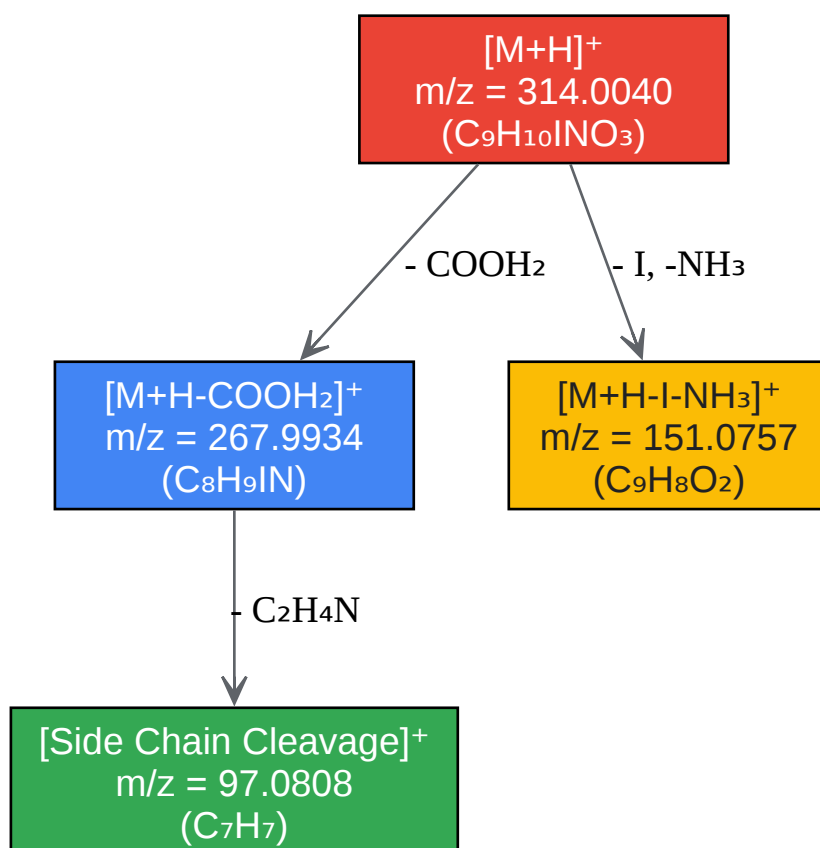 [M+H]⁺
m/z = 314.0040
(C₉H₁₀INO₃)
- COOH₂
- I, -NH₃
[M+H-COOH₂]⁺
m/z = 267.9934
(C₈H₉IN)
[M+H-I-NH₃]⁺
m/z = 151.0757
(C₉H₈O₂)
- C₂H₄N
[Side Chain Cleavage]⁺
m/z = 97.0808
(C₇H₇)